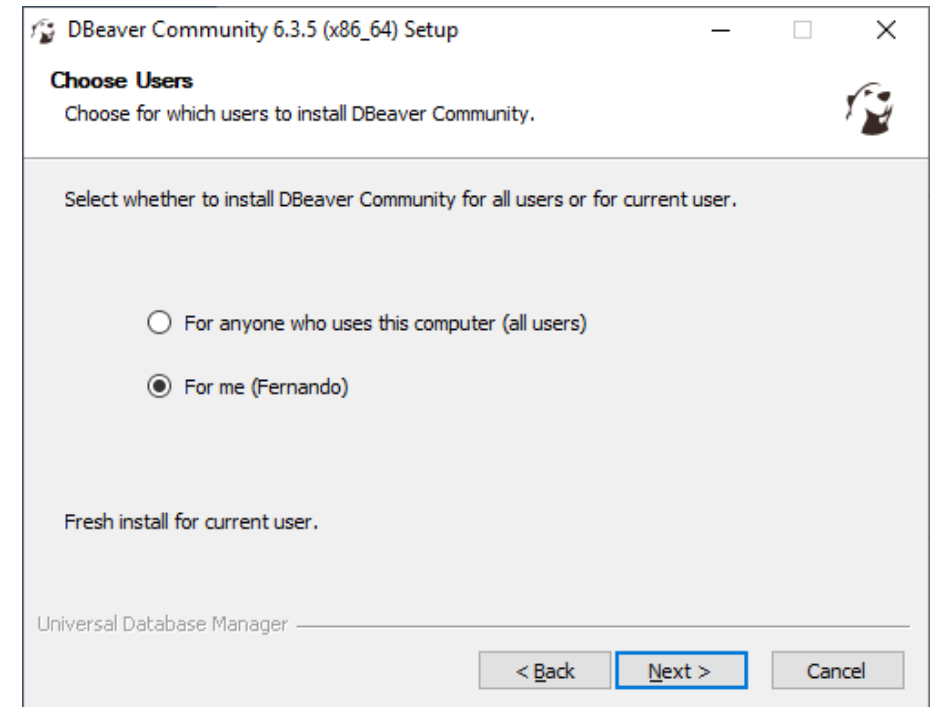 DBeaver Community 6.3.5 (x86_64) Setup
Choose Users
Choose for which users to install DBeaver Community.
Select whether to install DBeaver Community for all users or for current user.
For anyone who uses this computer (all users)
For me (Fernando)
Fresh install for current user.
Universal Database Manager
< Back Next > Cancel